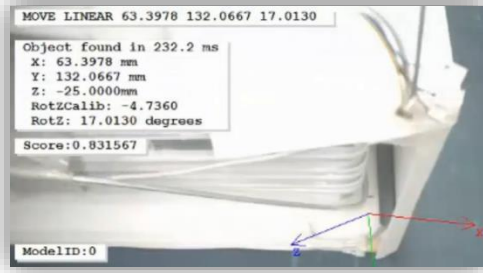 MOVE LINEAR 63.3978 132.0667 17.0130
Object found in 232.2 ms
X: 63.3978 mm
Y: 132.0667 mm
Z: -25.0000mm
RotZCalib: -4.7360
RotZ: 17.0130 degrees
Score:0.831567
ModelID:0
Z